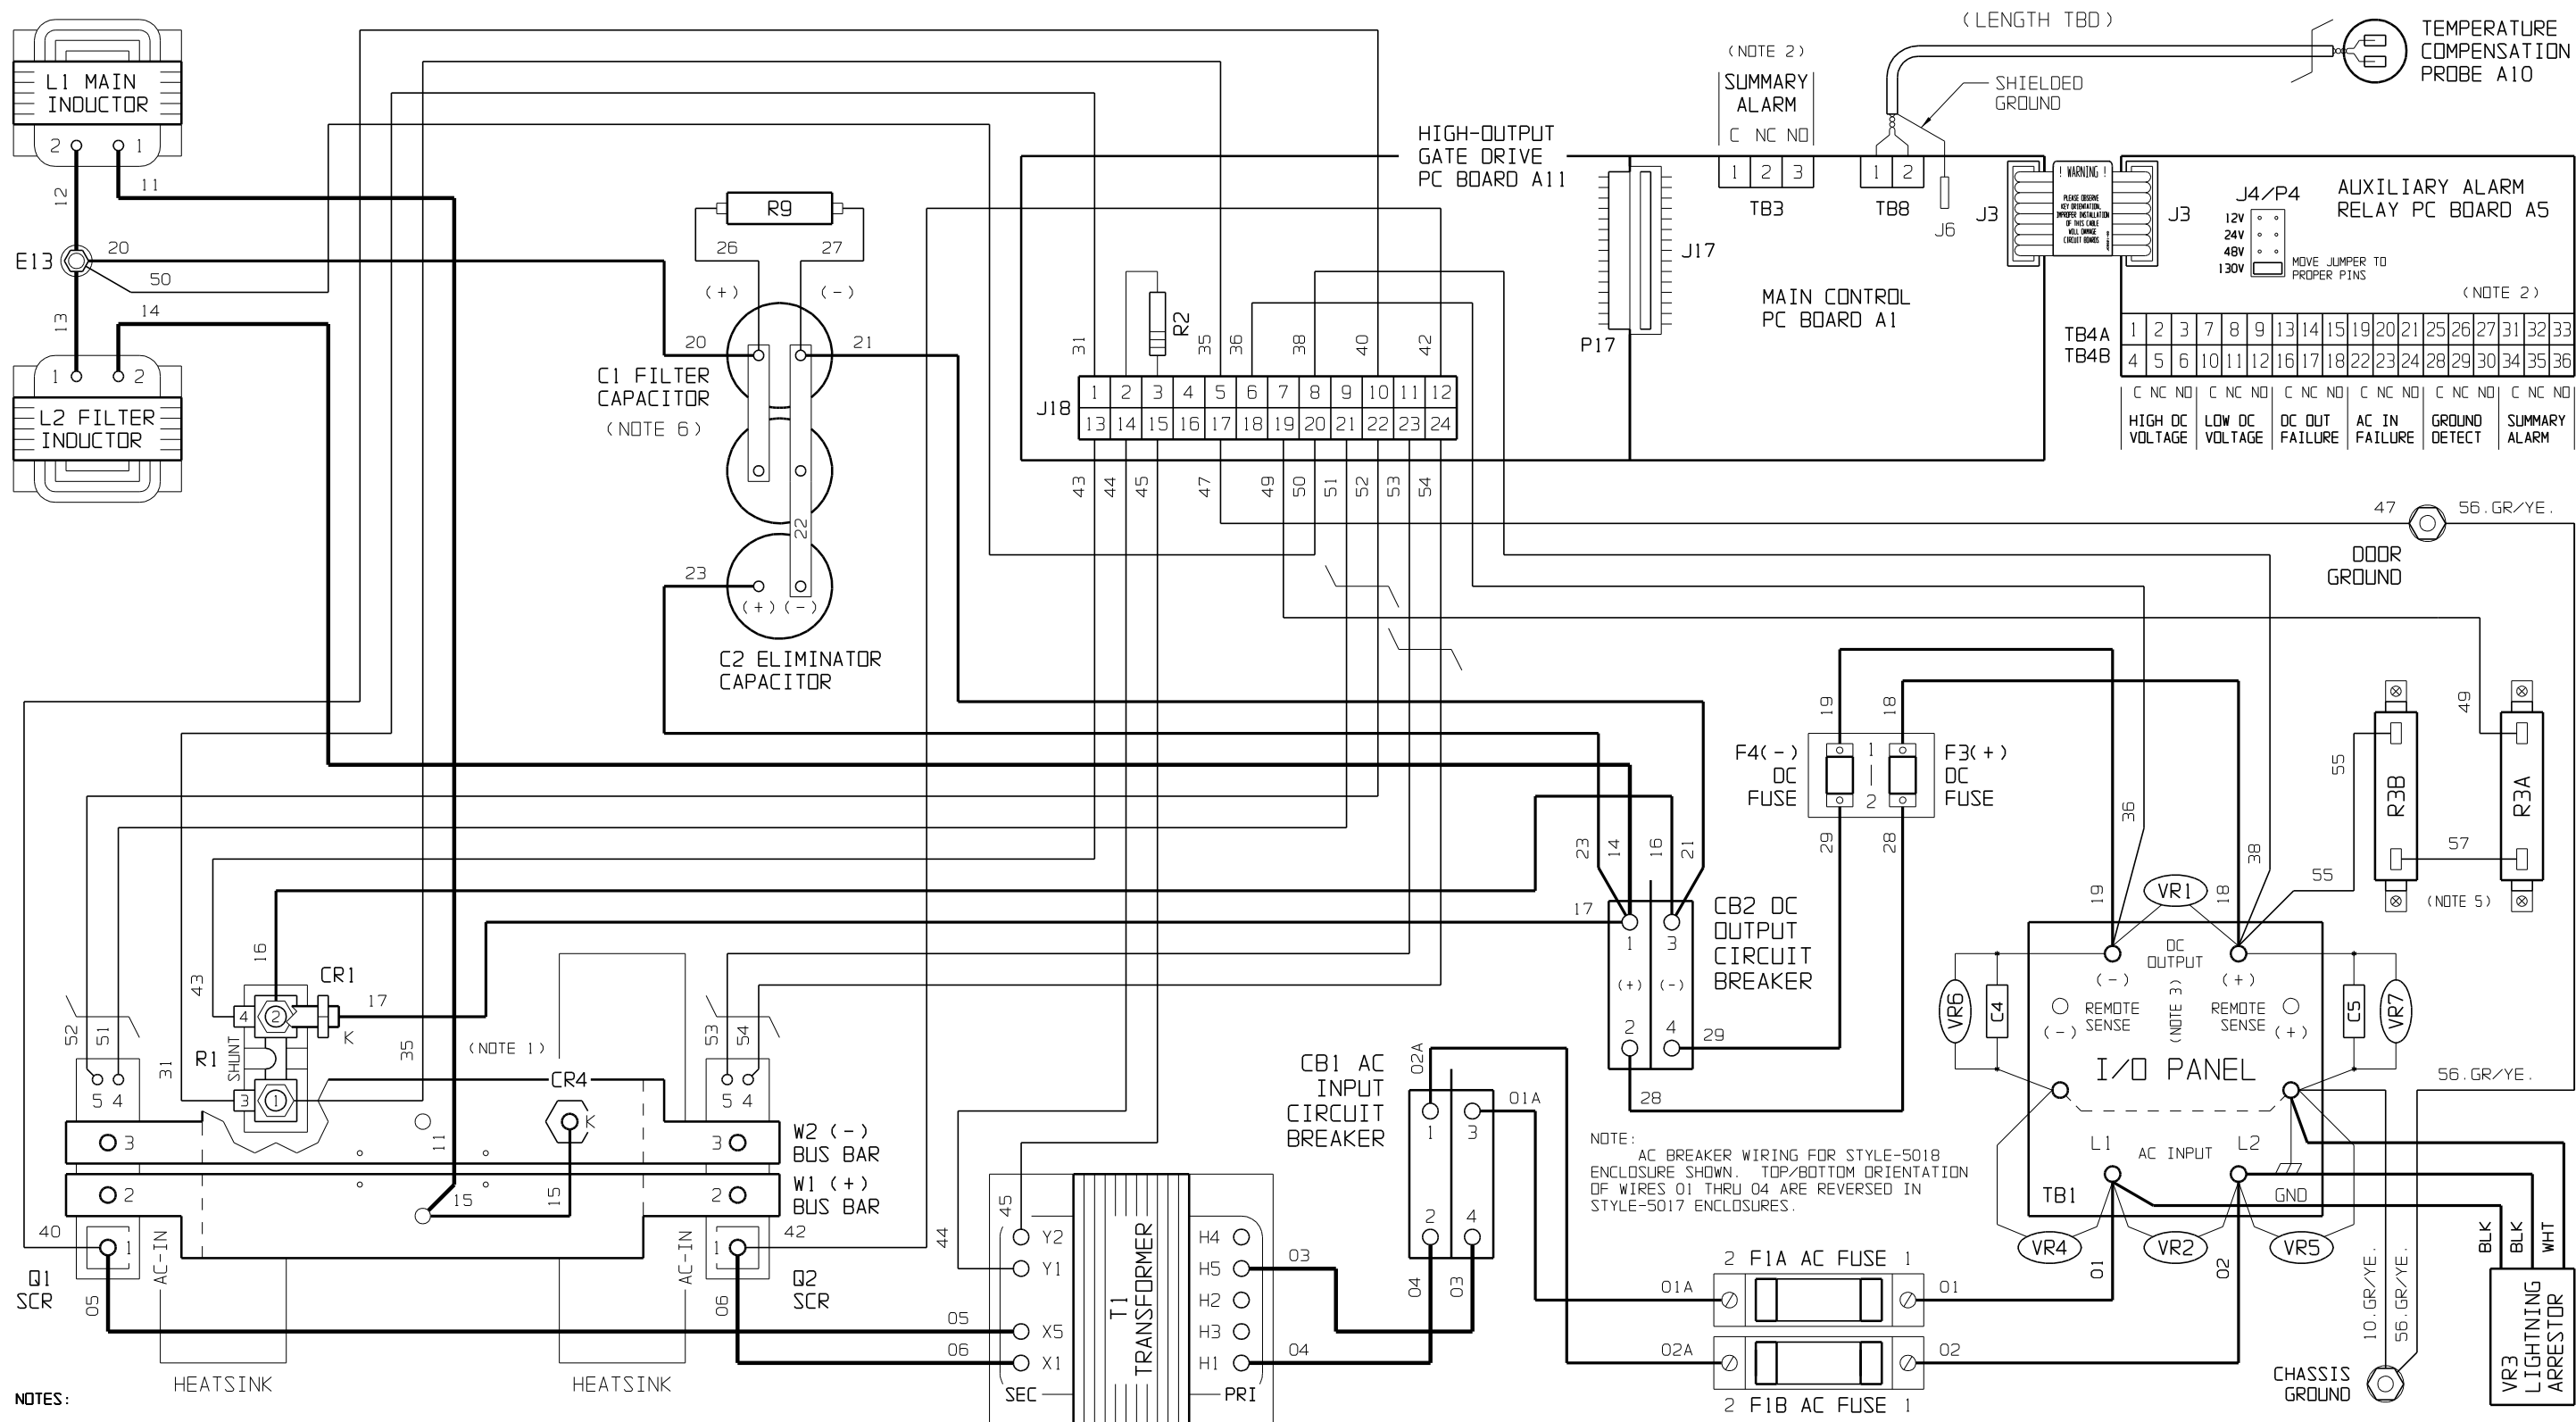 (LENGTH TBD)
TEMPERATURE
COMPENSATION
PROBE A10
(NOTE 2)
SUMMARY
ALARM
C NC NO
SHIELDED
GROUND
L1 MAIN
INDUCTOR
2 1
12
11
HIGH-OUTPUT
GATE DRIVE
PC BOARD A11
1 2 3
TB3
1 2
TB8
J6
J17
P17
MAIN CONTROL
PC BOARD A1
J3
! WARNING !
PLEASE OBSERVE
KEY ORIENTATION.
IMPROPER INSTALLATION
OF THIS CABLE
WILL DAMAGE
CIRCUIT BOARDS
J3
J4/P4
12V
24V
48V
130V
MOVE JUMPER TO
PROPER PINS
AUXILIARY ALARM
RELAY PC BOARD A5
(NOTE 2)
TB4A
1 2 3 7 8 9 13 14 15 19 20 21 25 26 27 31 32 33
TB4B
4 5 6 10 11 12 16 17 18 22 23 24 28 29 30 34 35 36
C NC NO C NC NO C NC NO C NC NO C NC NO C NC NO
HIGH DC
VOLTAGE
LOW DC
VOLTAGE
DC OUT
FAILURE
AC IN
FAILURE
GROUND
DETECT
SUMMARY
ALARM
E13
20
50
13
14
1 2
L2 FILTER
INDUCTOR
R9
26
27
(+)
(-)
20
21
C1 FILTER
CAPACITOR
(NOTE 6)
22
23
(+) (-)
C2 ELIMINATOR
CAPACITOR
R2
31
35
36
38
40
42
J18
1 2 3 4 5 6 7 8 9 10 11 12
13 14 15 16 17 18 19 20 21 22 23 24
43
44
45
47
49
50
51
52
53
54
47
56.GR/YE.
DOOR
GROUND
19
18
F4(-)
DC
FUSE
1
2
F3(+)
DC
FUSE
29
28
55
R3B
49
R3A
57
(NOTE 5)
55
36
38
23
14
16
21
17
1 3
(+) (-)
2 4
CB2 DC
OUTPUT
CIRCUIT
BREAKER
29
28
19
VR1
18
DC
OUTPUT
(-)
(+)
REMOTE
SENSE
(-)
(NOTE 3)
REMOTE
SENSE
(+)
VR6
C4
C5
VR7
I/O PANEL
L1
AC INPUT
L2
TB1
GND
VR4
VR2
VR5
01
02
56.GR/YE.
10.GR/YE.
56.GR/YE.
CHASSIS
GROUND
BLK
BLK
WHT
VR3
LIGHTNING
ARRESTOR
16
43
CR1
17
K
4 2
R1
SHUNT
3 1
31
35
52
51
5 4
(NOTE 1)
CR4
K
53
54
5 4
11
3
3
W2 (-)
BUS BAR
2
2
W1 (+)
BUS BAR
15
15
40
1
AC-IN
Q1
SCR
05
AC-IN
1
42
Q2
SCR
06
HEATSINK
HEATSINK
05
06
44
45
Y2
Y1
X5
X1
SEC
T1
TRANSFORMER
H4
H5
H2
H3
H1
PRI
03
04
CB1 AC
INPUT
CIRCUIT
BREAKER
02A
01A
1 3
2 4
04
03
NOTE:
AC BREAKER WIRING FOR STYLE-5018
ENCLOSURE SHOWN. TOP/BOTTOM ORIENTATION
OF WIRES 01 THRU 04 ARE REVERSED IN
STYLE-5017 ENCLOSURES.
2 F1A AC FUSE 1
01A
01
02A
02
2 F1B AC FUSE 1
NOTES: